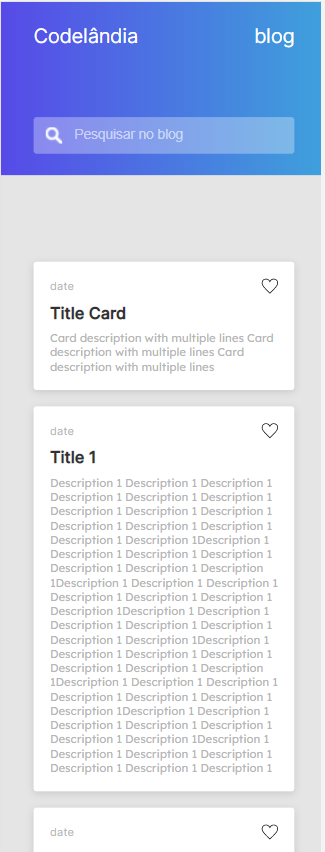 Codelândia
blog
Pesquisar no blog
date
Title Card
Card description with multiple lines Card
description with multiple lines Card
description with multiple lines
date
Title 1
Description 1 Description 1 Description 1
Description 1 Description 1 Description 1
Description 1 Description 1 Description 1
Description 1 Description 1 Description 1
Description 1 Description 1Description 1
Description 1 Description 1 Description 1
Description 1 Description 1 Description
1Description 1 Description 1 Description 1
Description 1 Description 1 Description 1
Description 1Description 1 Description 1
Description 1 Description 1 Description 1
Description 1 Description 1Description 1
Description 1 Description 1 Description 1
Description 1 Description 1 Description
1Description 1 Description 1 Description 1
Description 1 Description 1 Description 1
Description 1Description 1 Description 1
Description 1 Description 1 Description 1
Description 1 Description 1Description 1
Description 1 Description 1 Description 1
Description 1 Description 1 Description 1
date